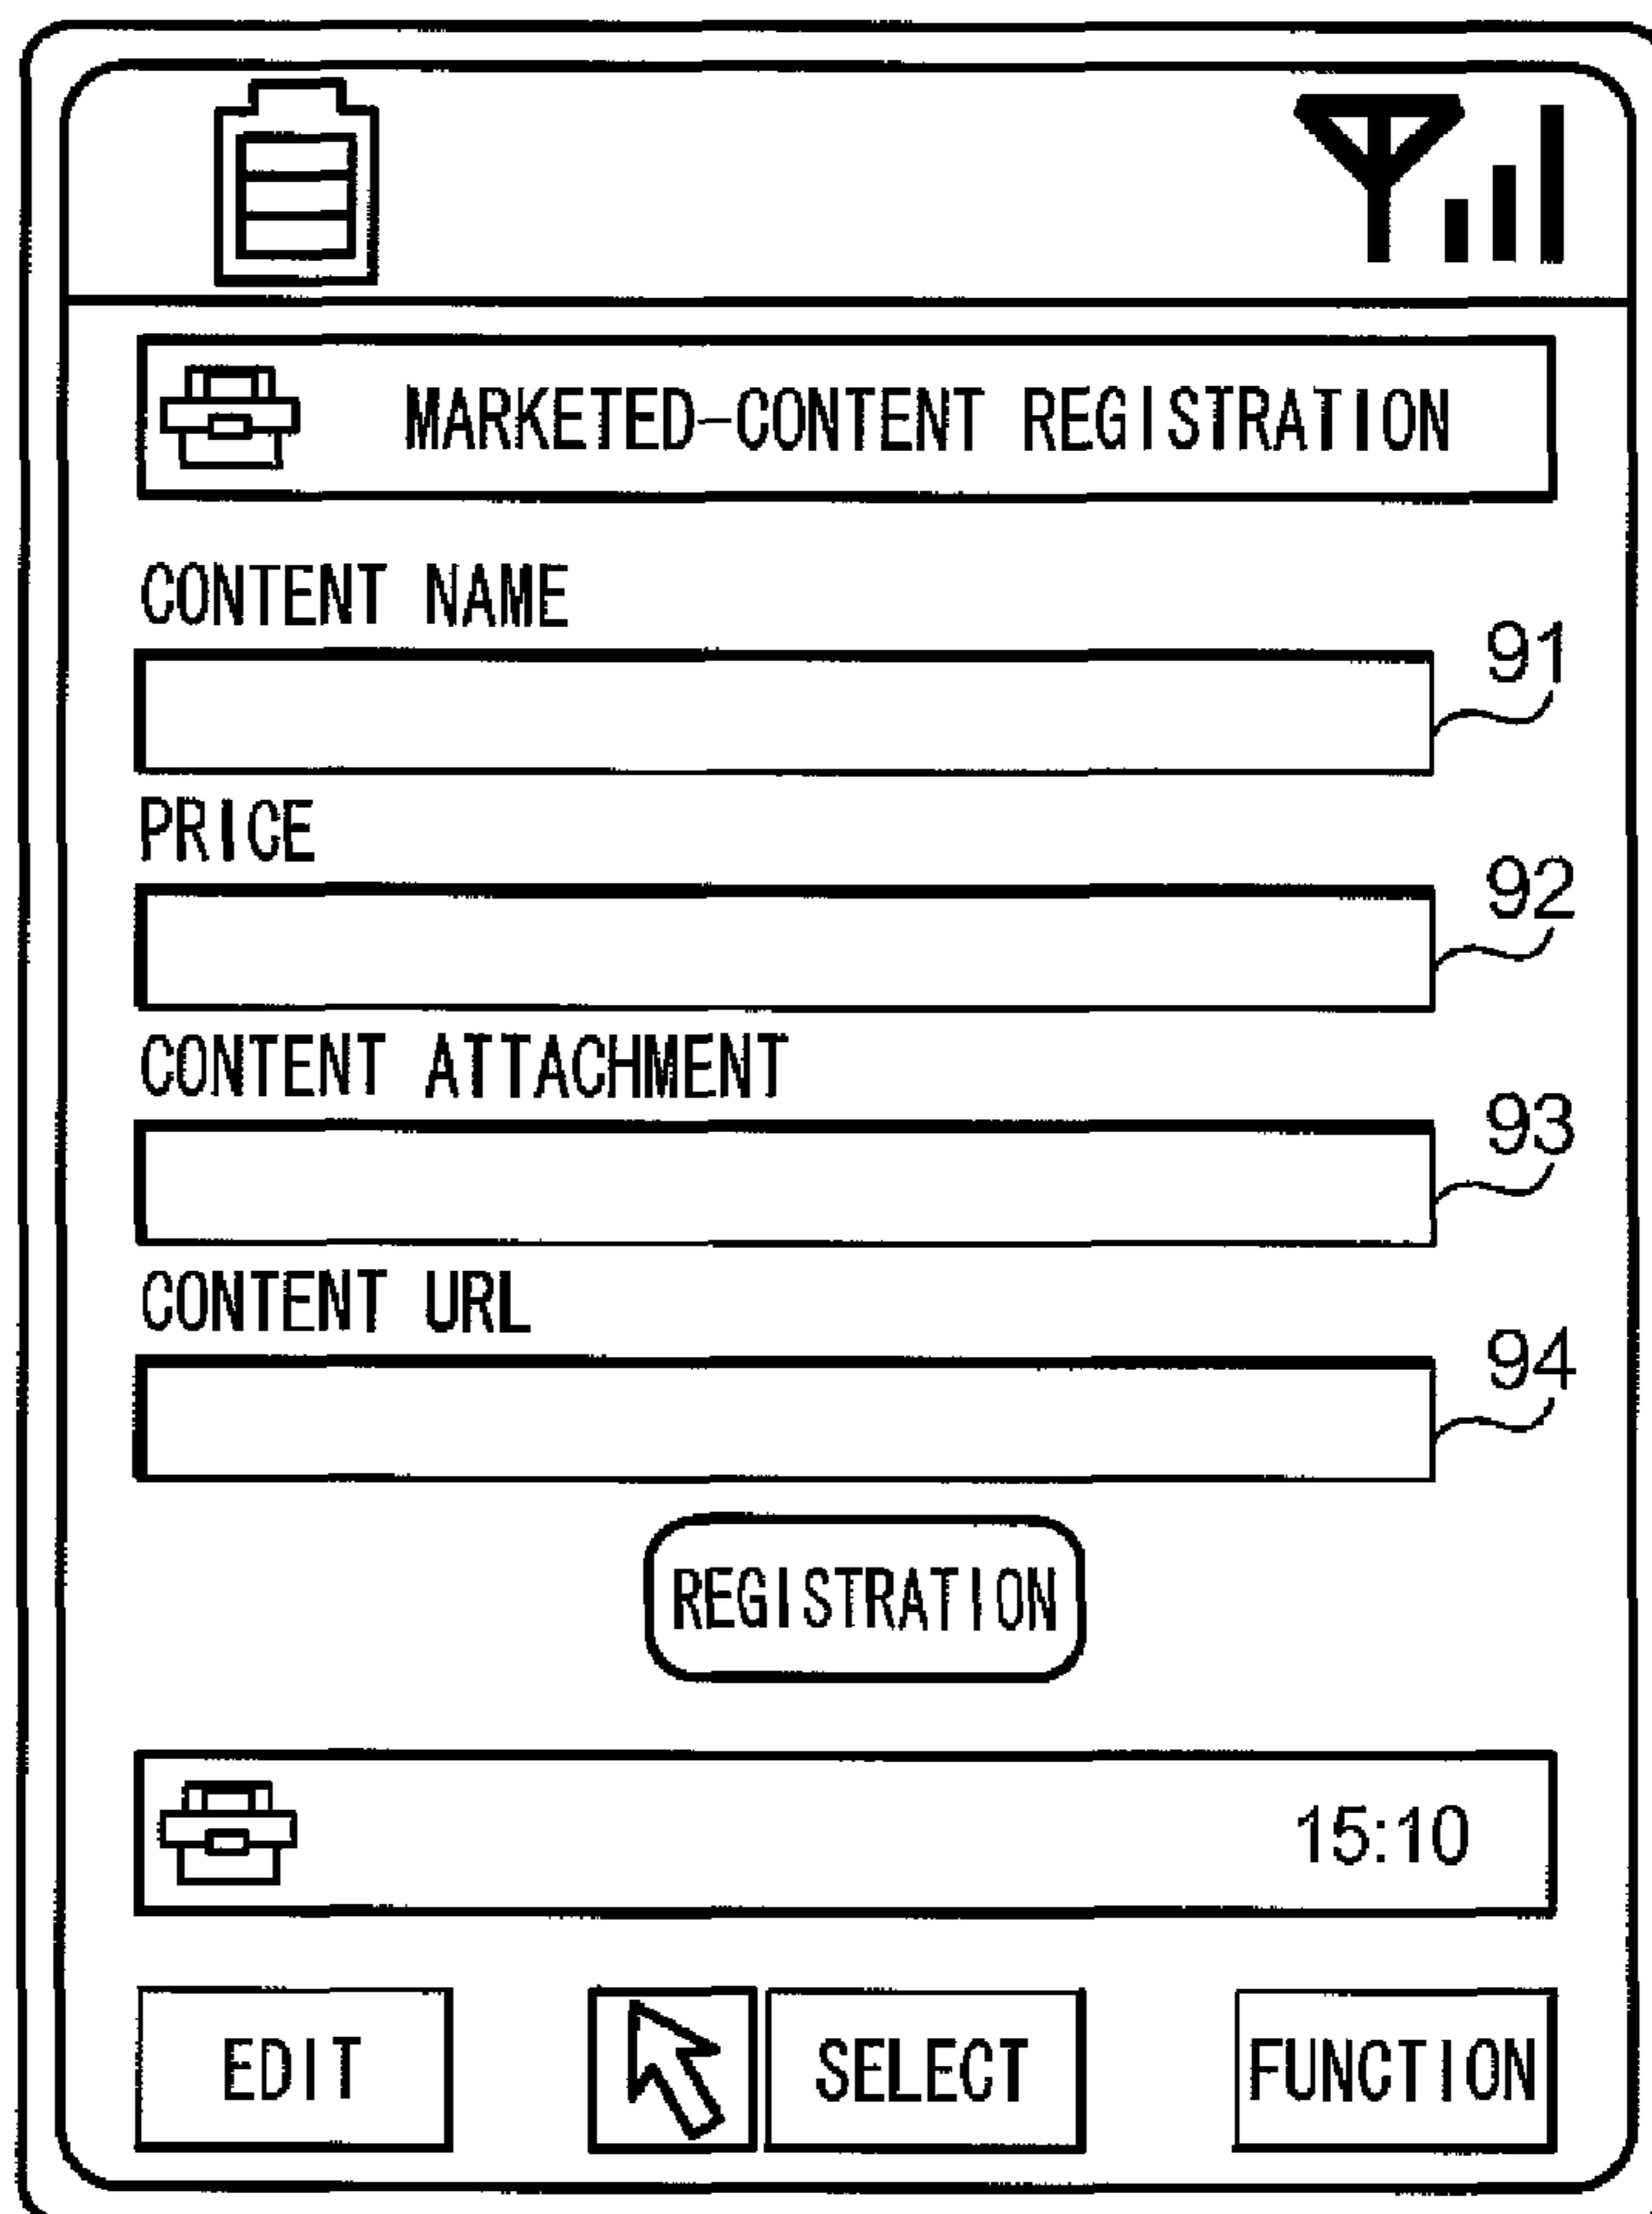 MARKETED-CONTENT REGISTRATION
CONTENT NAME
91
PRICE
92
CONTENT ATTACHMENT
93
CONTENT URL
94
REGISTRATION
15:10
EDIT SELECT FUNCTION